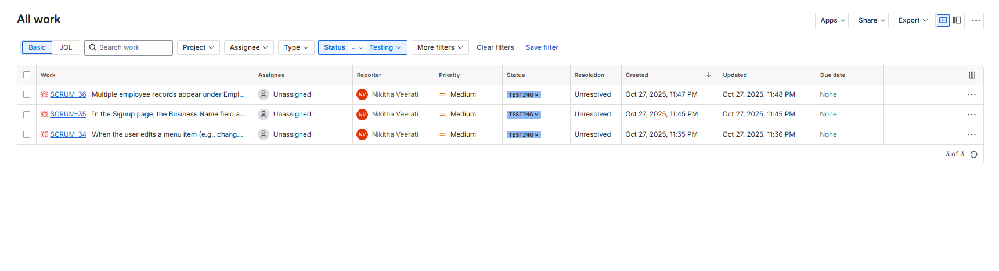 All work
Apps Share Export
Basic JQL Search work Project Assignee Type Status = Testing More filters Clear filters Save filter
Work Assignee Reporter Priority Status Resolution Created Updated Due date
SCRUM-36 Multiple employee records appear under Empl... Unassigned NV Nikitha Veerati Medium TESTING Unresolved Oct 27, 2025, 11:47 PM Oct 27, 2025, 11:48 PM None
SCRUM-35 In the Signup page, the Business Name field a... Unassigned NV Nikitha Veerati Medium TESTING Unresolved Oct 27, 2025, 11:45 PM Oct 27, 2025, 11:45 PM None
SCRUM-34 When the user edits a menu item (e.g., chang... Unassigned NV Nikitha Veerati Medium TESTING Unresolved Oct 27, 2025, 11:35 PM Oct 27, 2025, 11:36 PM None
3 of 3